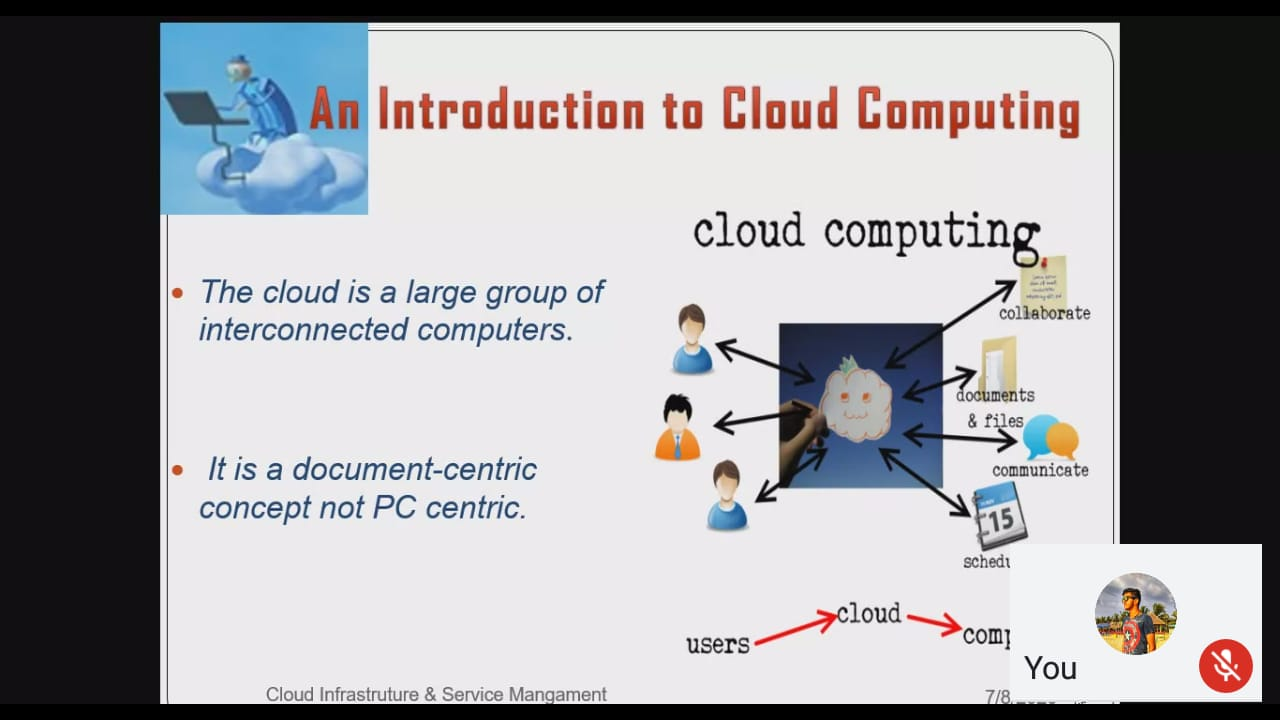 An Introduction to Cloud Computing
cloud computing
• The cloud is a large group of
interconnected computers.
• It is a document-centric
concept not PC centric.
collaborate
documents
& files
communicate
15
users
cloud
You
Cloud Infrastruture & Service Mangament